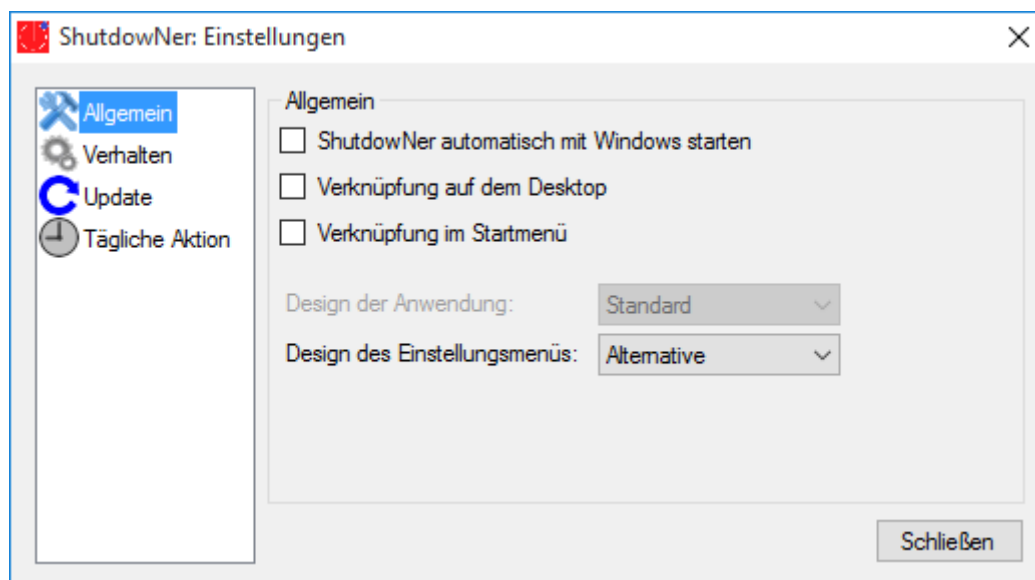 ShutdowNer: Einstellungen
Allgemein
Verhalten
Update
Tägliche Aktion
Allgemein
ShutdowNer automatisch mit Windows starten
Verknüpfung auf dem Desktop
Verknüpfung im Startmenü
Design der Anwendung: Standard
Design des Einstellungsmenüs: Alternative
Schließen